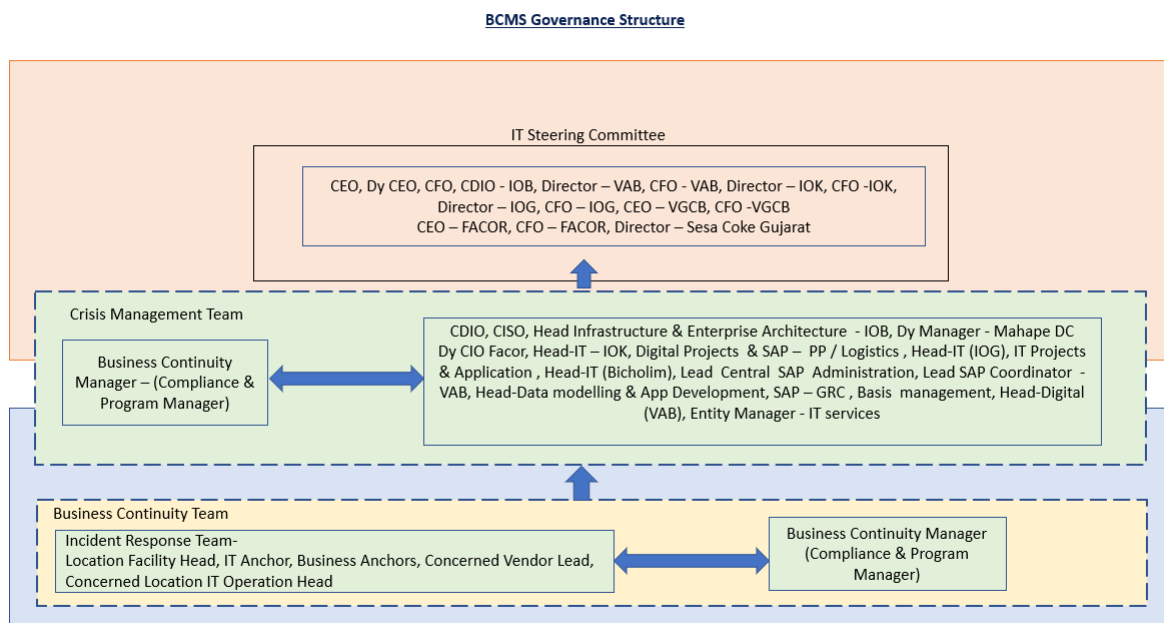 BCMS Governance Structure
IT Steering Committee
CEO, Dy CEO, CFO, CDIO - IOB, Director – VAB, CFO - VAB, Director – IOK, CFO -IOK,
Director – IOG, CFO – IOG, CEO – VGCB, CFO -VGCB
CEO – FACOR, CFO – FACOR, Director – Sesa Coke Gujarat
Crisis Management Team
Business Continuity
Manager – (Compliance &
Program Manager)
CDIO, CISO, Head Infrastructure & Enterprise Architecture - IOB, Dy Manager - Mahape DC
Dy CIO Facor, Head-IT – IOK, Digital Projects & SAP – PP / Logistics , Head-IT (IOG), IT Projects
& Application , Head-IT (Bicholim), Lead Central SAP Administration, Lead SAP Coordinator -
VAB, Head-Data modelling & App Development, SAP – GRC , Basis management, Head-Digital
(VAB), Entity Manager - IT services
Business Continuity Team
Incident Response Team-
Location Facility Head, IT Anchor, Business Anchors, Concerned Vendor Lead,
Concerned Location IT Operation Head
Business Continuity Manager
(Compliance & Program
Manager)